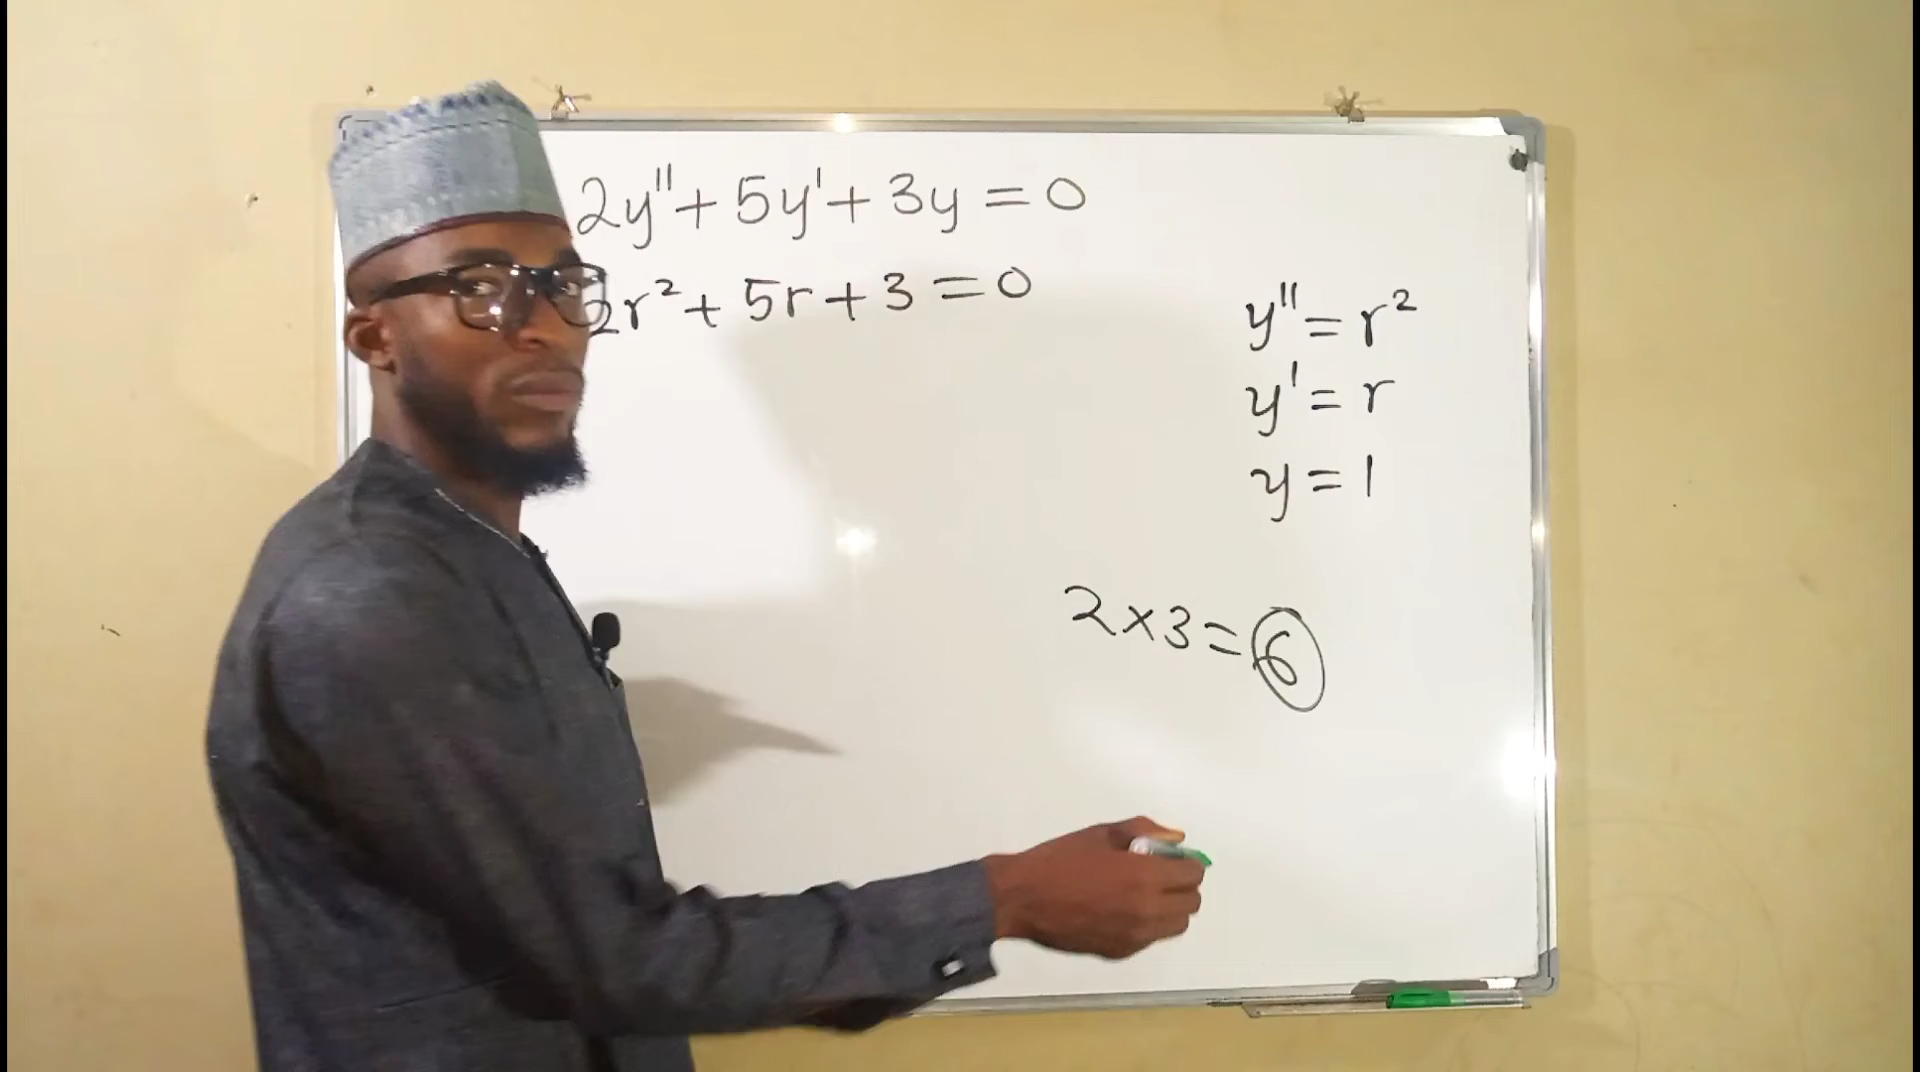 2y'' + 5y' + 3y = 0
2r² + 5r + 3 = 0
y'' = r²
y' = r
y = 1
2 × 3 = 6